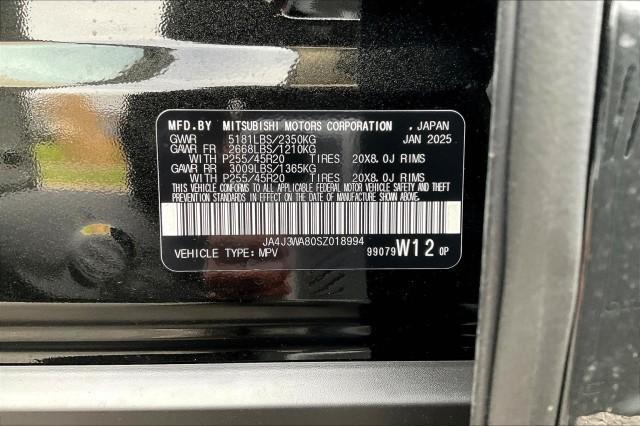 MFD.BY MITSUBISHI MOTORS CORPORATION , JAPAN
GVWR 5181LBS/2350KG JAN 2025
GAWR FR 2668LBS/1210KG
WITH P255/45R20 TIRES 20X8.0J RIMS
GAWR RR 3009LBS/1365KG
WITH P255/45R20 TIRES 20X8.0J RIMS
THIS VEHICLE CONFORMS TO ALL APPLICABLE FEDERAL MOTOR VEHICLE SAFETY AND THEFT
PREVENTION STANDARDS IN EFFECT ON THE DATE OF MANUFACTURE SHOWN ABOVE.
JA4J3WA80SZ018994
VEHICLE TYPE: MPV 99079 W12 0P